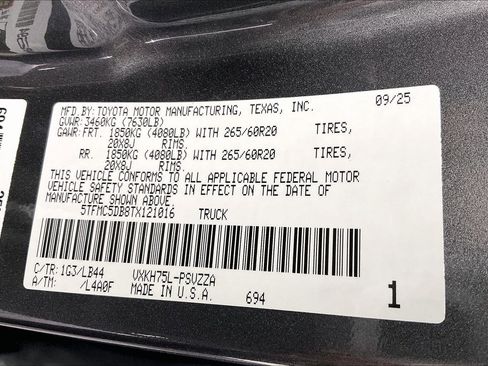 MFD.BY: TOYOTA MOTOR MANUFACTURING, TEXAS, INC. 09/25
GVWR: 3460KG (7630LB)
GAWR: FRT. 1850KG (4080LB) WITH 265/60R20 TIRES,
20X8J RIMS.
RR. 1850KG (4080LB) WITH 265/60R20 TIRES,
20X8J RIMS.
THIS VEHICLE CONFORMS TO ALL APPLICABLE FEDERAL MOTOR
VEHICLE SAFETY STANDARDS IN EFFECT ON THE DATE OF
MANUFACTURE SHOWN ABOVE.
5TFMC5DB8TX121016 TRUCK
C/TR: 1G3/LB44 VXKH75L-PSVZZA
A/TM: /L4A0F MADE IN U.S.A. 694 1